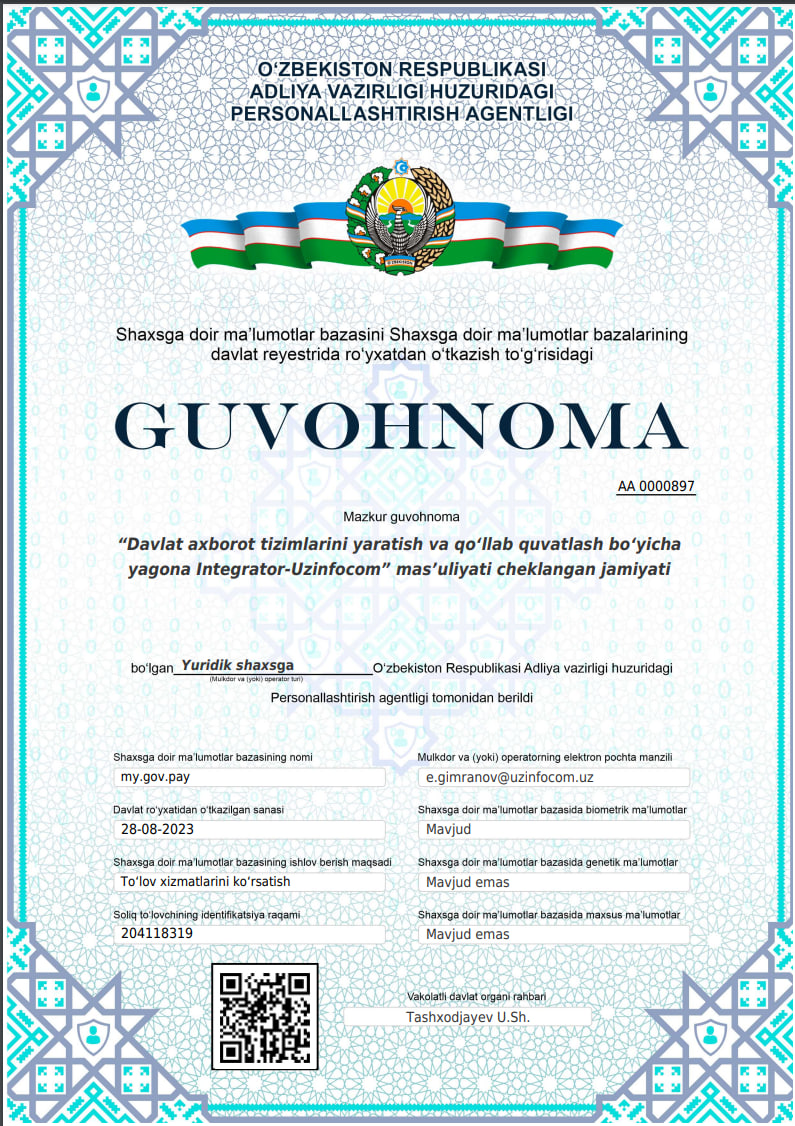 O‘ZBEKISTON RESPUBLIKASI
ADLIYA VAZIRLIGI HUZURIDAGI
PERSONALLASHTIRISH AGENTLIGI
Shaxsga doir ma’lumotlar bazasini Shaxsga doir ma’lumotlar bazalarining
davlat reyestrida ro‘yxatdan o‘tkazish to‘g‘risidagi
GUVOHNOMA
AA 0000897
Mazkur guvohnoma
“Davlat axborot tizimlarini yaratish va qo‘llab quvatlash bo‘yicha
yagona Integrator-Uzinfocom” mas’uliyati cheklangan jamiyati
bo‘lgan Yuridik shaxsga O‘zbekiston Respublikasi Adliya vazirligi huzuridagi
(Mulkdor va (yoki) operator turi)
Personallashtirish agentligi tomonidan berildi
Shaxsga doir ma’lumotlar bazasining nomi
my.gov.pay
Mulkdor va (yoki) operatorning elektron pochta manzili
e.gimranov@uzinfocom.uz
Davlat ro‘yxatidan o‘tkazilgan sanasi
28-08-2023
Shaxsga doir ma’lumotlar bazasida biometrik ma’lumotlar
Mavjud
Shaxsga doir ma’lumotlar bazasining ishlov berish maqsadi
To‘lov xizmatlarini ko‘rsatish
Shaxsga doir ma’lumotlar bazasida genetik ma’lumotlar
Mavjud emas
Soliq to‘lovchining identifikatsiya raqami
204118319
Shaxsga doir ma’lumotlar bazasida maxsus ma’lumotlar
Mavjud emas
Vakolatli davlat organi rahbari
Tashxodjayev U.Sh.